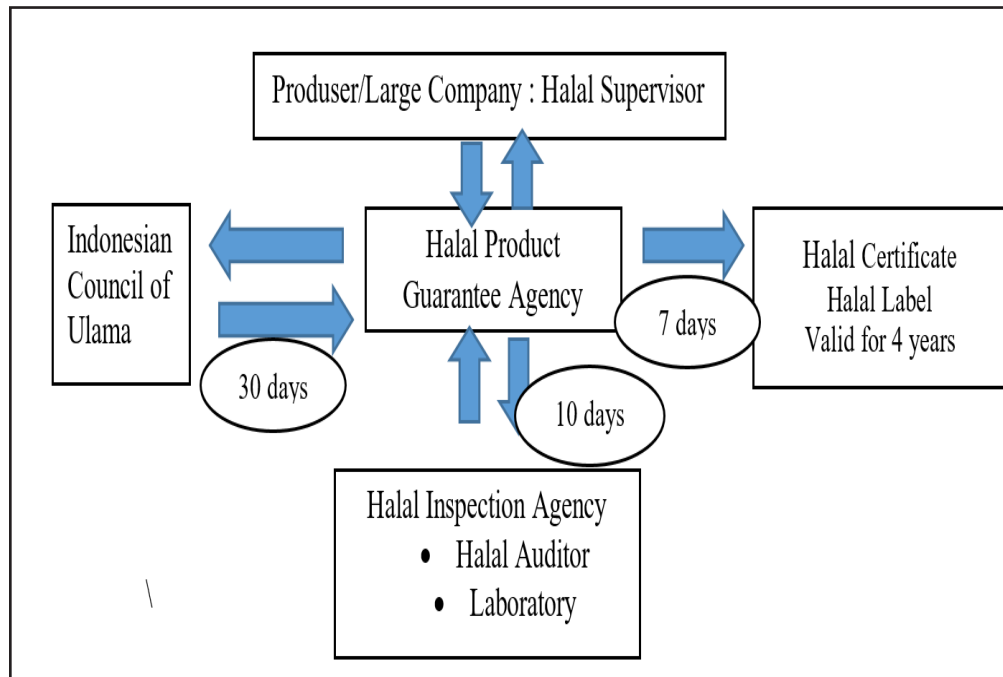 Produser/Large Company : Halal Supervisor
Indonesian
Council of
Ulama
Halal Product
Guarantee Agency
Halal Certificate
Halal Label
Valid for 4 years
7 days
30 days
10 days
Halal Inspection Agency
• Halal Auditor
• Laboratory
\